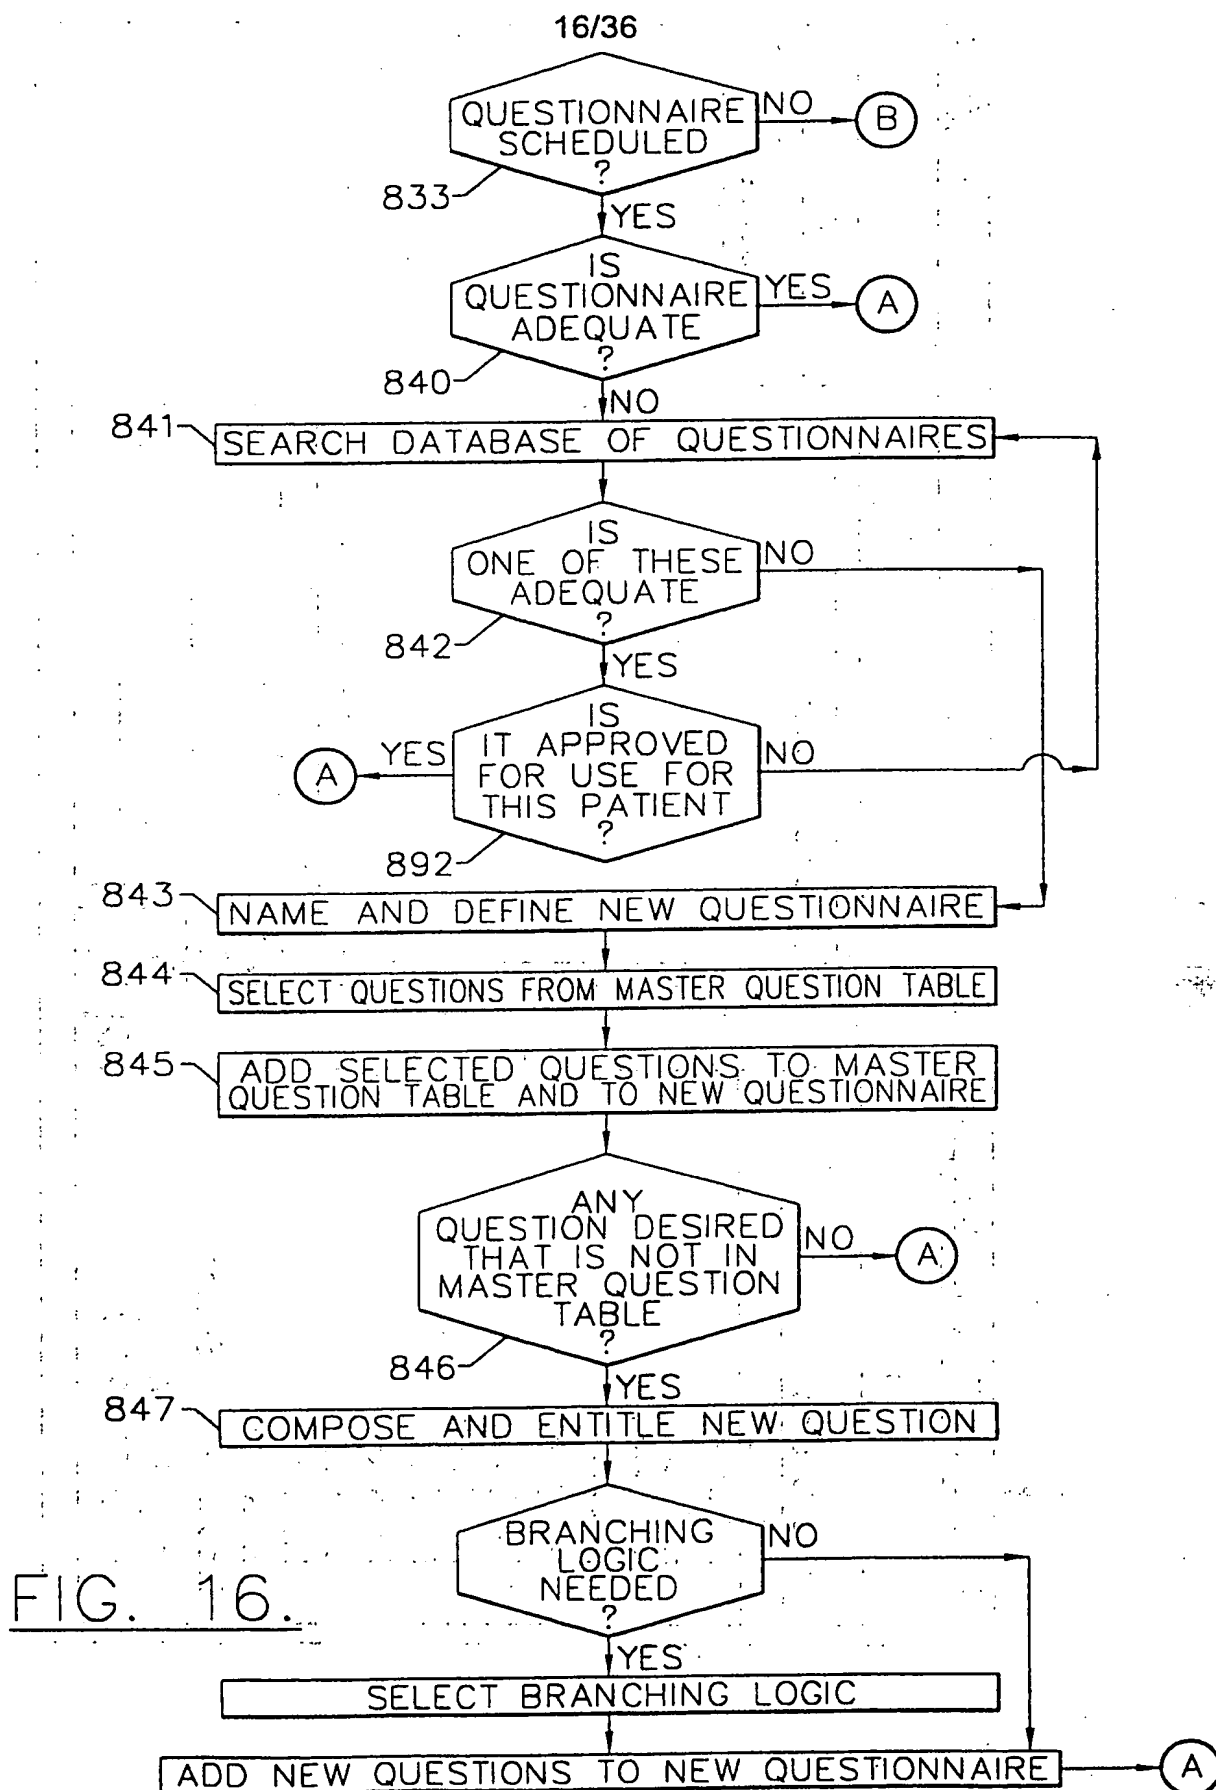 16/36
QUESTIONNAIRE
SCHEDULED
?
NO
B
833
YES
IS
QUESTIONNAIRE
ADEQUATE
?
YES
A
840
NO
841
SEARCH DATABASE OF QUESTIONNAIRES
IS
ONE OF THESE
ADEQUATE
?
NO
842
YES
IS
IT APPROVED
FOR USE FOR
THIS PATIENT
?
YES
A
NO
892
843
NAME AND DEFINE NEW QUESTIONNAIRE
844
SELECT QUESTIONS FROM MASTER QUESTION TABLE
845
ADD SELECTED QUESTIONS TO MASTER
QUESTION TABLE AND TO NEW QUESTIONNAIRE
ANY
QUESTION DESIRED
THAT IS NOT IN
MASTER QUESTION
TABLE
?
NO
A
846
YES
847
COMPOSE AND ENTITLE NEW QUESTION
BRANCHING
LOGIC
NEEDED
?
NO
FIG. 16.
YES
SELECT BRANCHING LOGIC
ADD NEW QUESTIONS TO NEW QUESTIONNAIRE
A